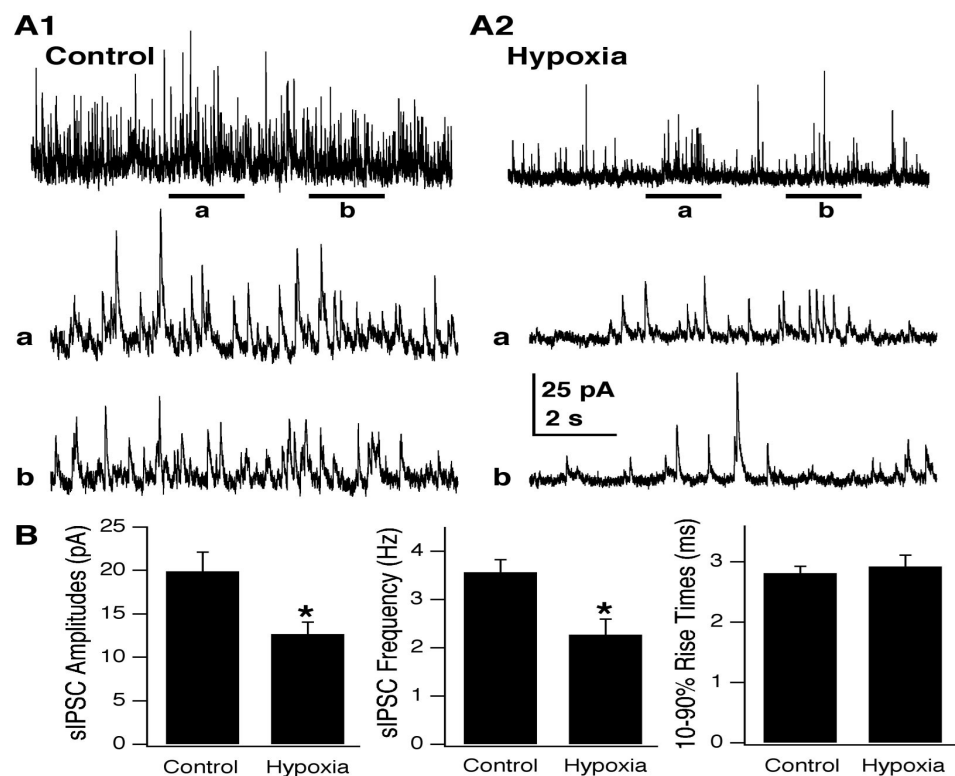 A1
Control
A2
Hypoxia
a
b
a
b
a
a
25 pA
2 s
b
b
B
sIPSC Amplitudes (pA)
25
20
15
10
5
0
Control
Hypoxia
*
sIPSC Frequency (Hz)
4
3
2
1
0
Control
Hypoxia
*
10-90% Rise Times (ms)
3
2
1
0
Control
Hypoxia